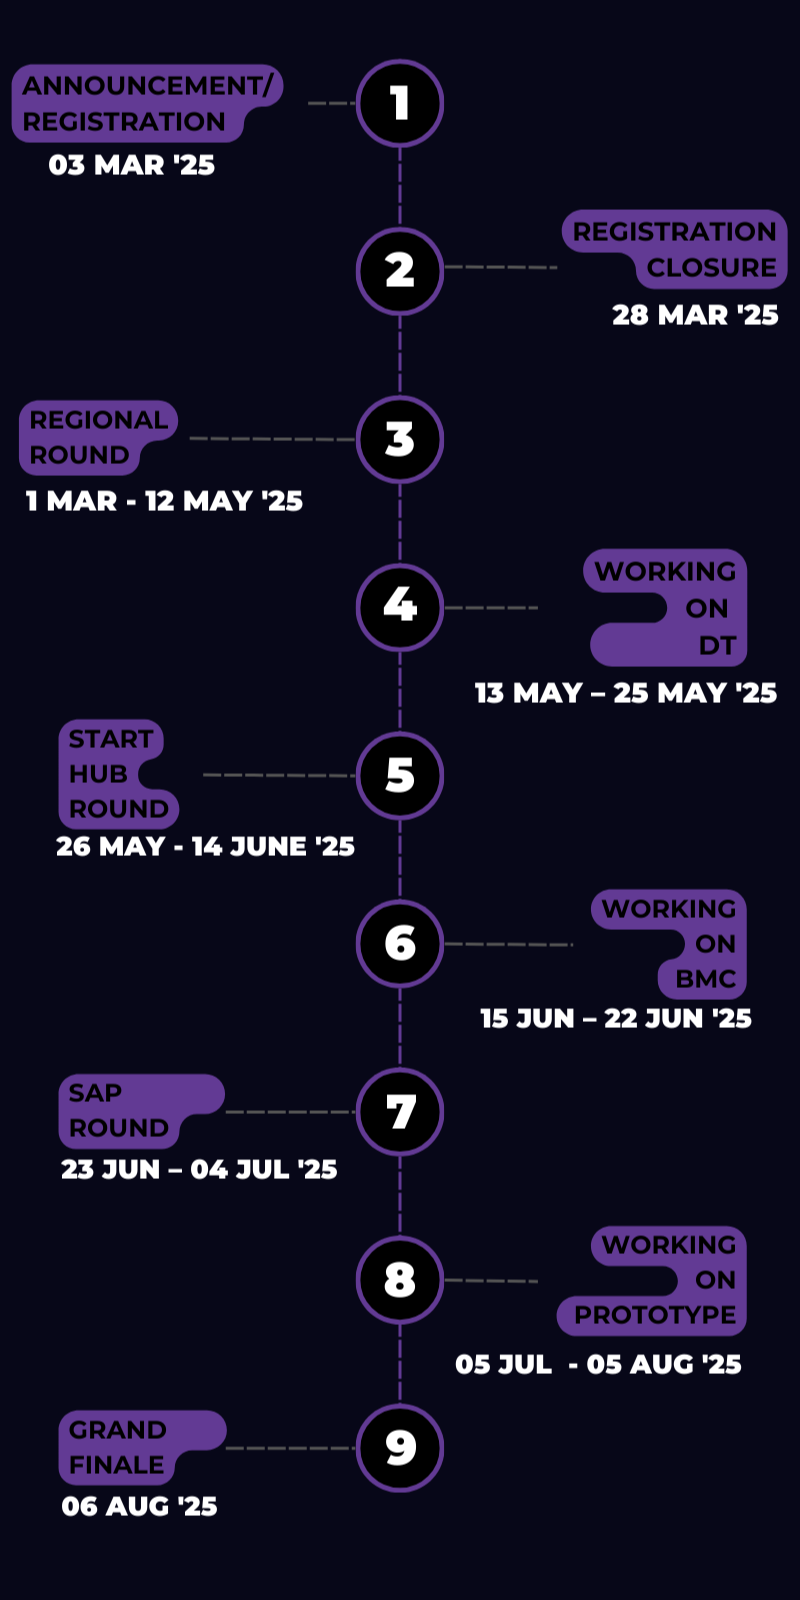 ANNOUNCEMENT/
REGISTRATION
1
03 MAR '25
2
REGISTRATION
CLOSURE
28 MAR '25
REGIONAL
ROUND
3
1 MAR - 12 MAY '25
4
WORKING
ON
DT
13 MAY – 25 MAY '25
START
HUB
ROUND
5
26 MAY - 14 JUNE '25
6
WORKING
ON
BMC
15 JUN – 22 JUN '25
SAP
ROUND
7
23 JUN – 04 JUL '25
8
WORKING
ON
PROTOTYPE
05 JUL  - 05 AUG '25
GRAND
FINALE
9
06 AUG '25